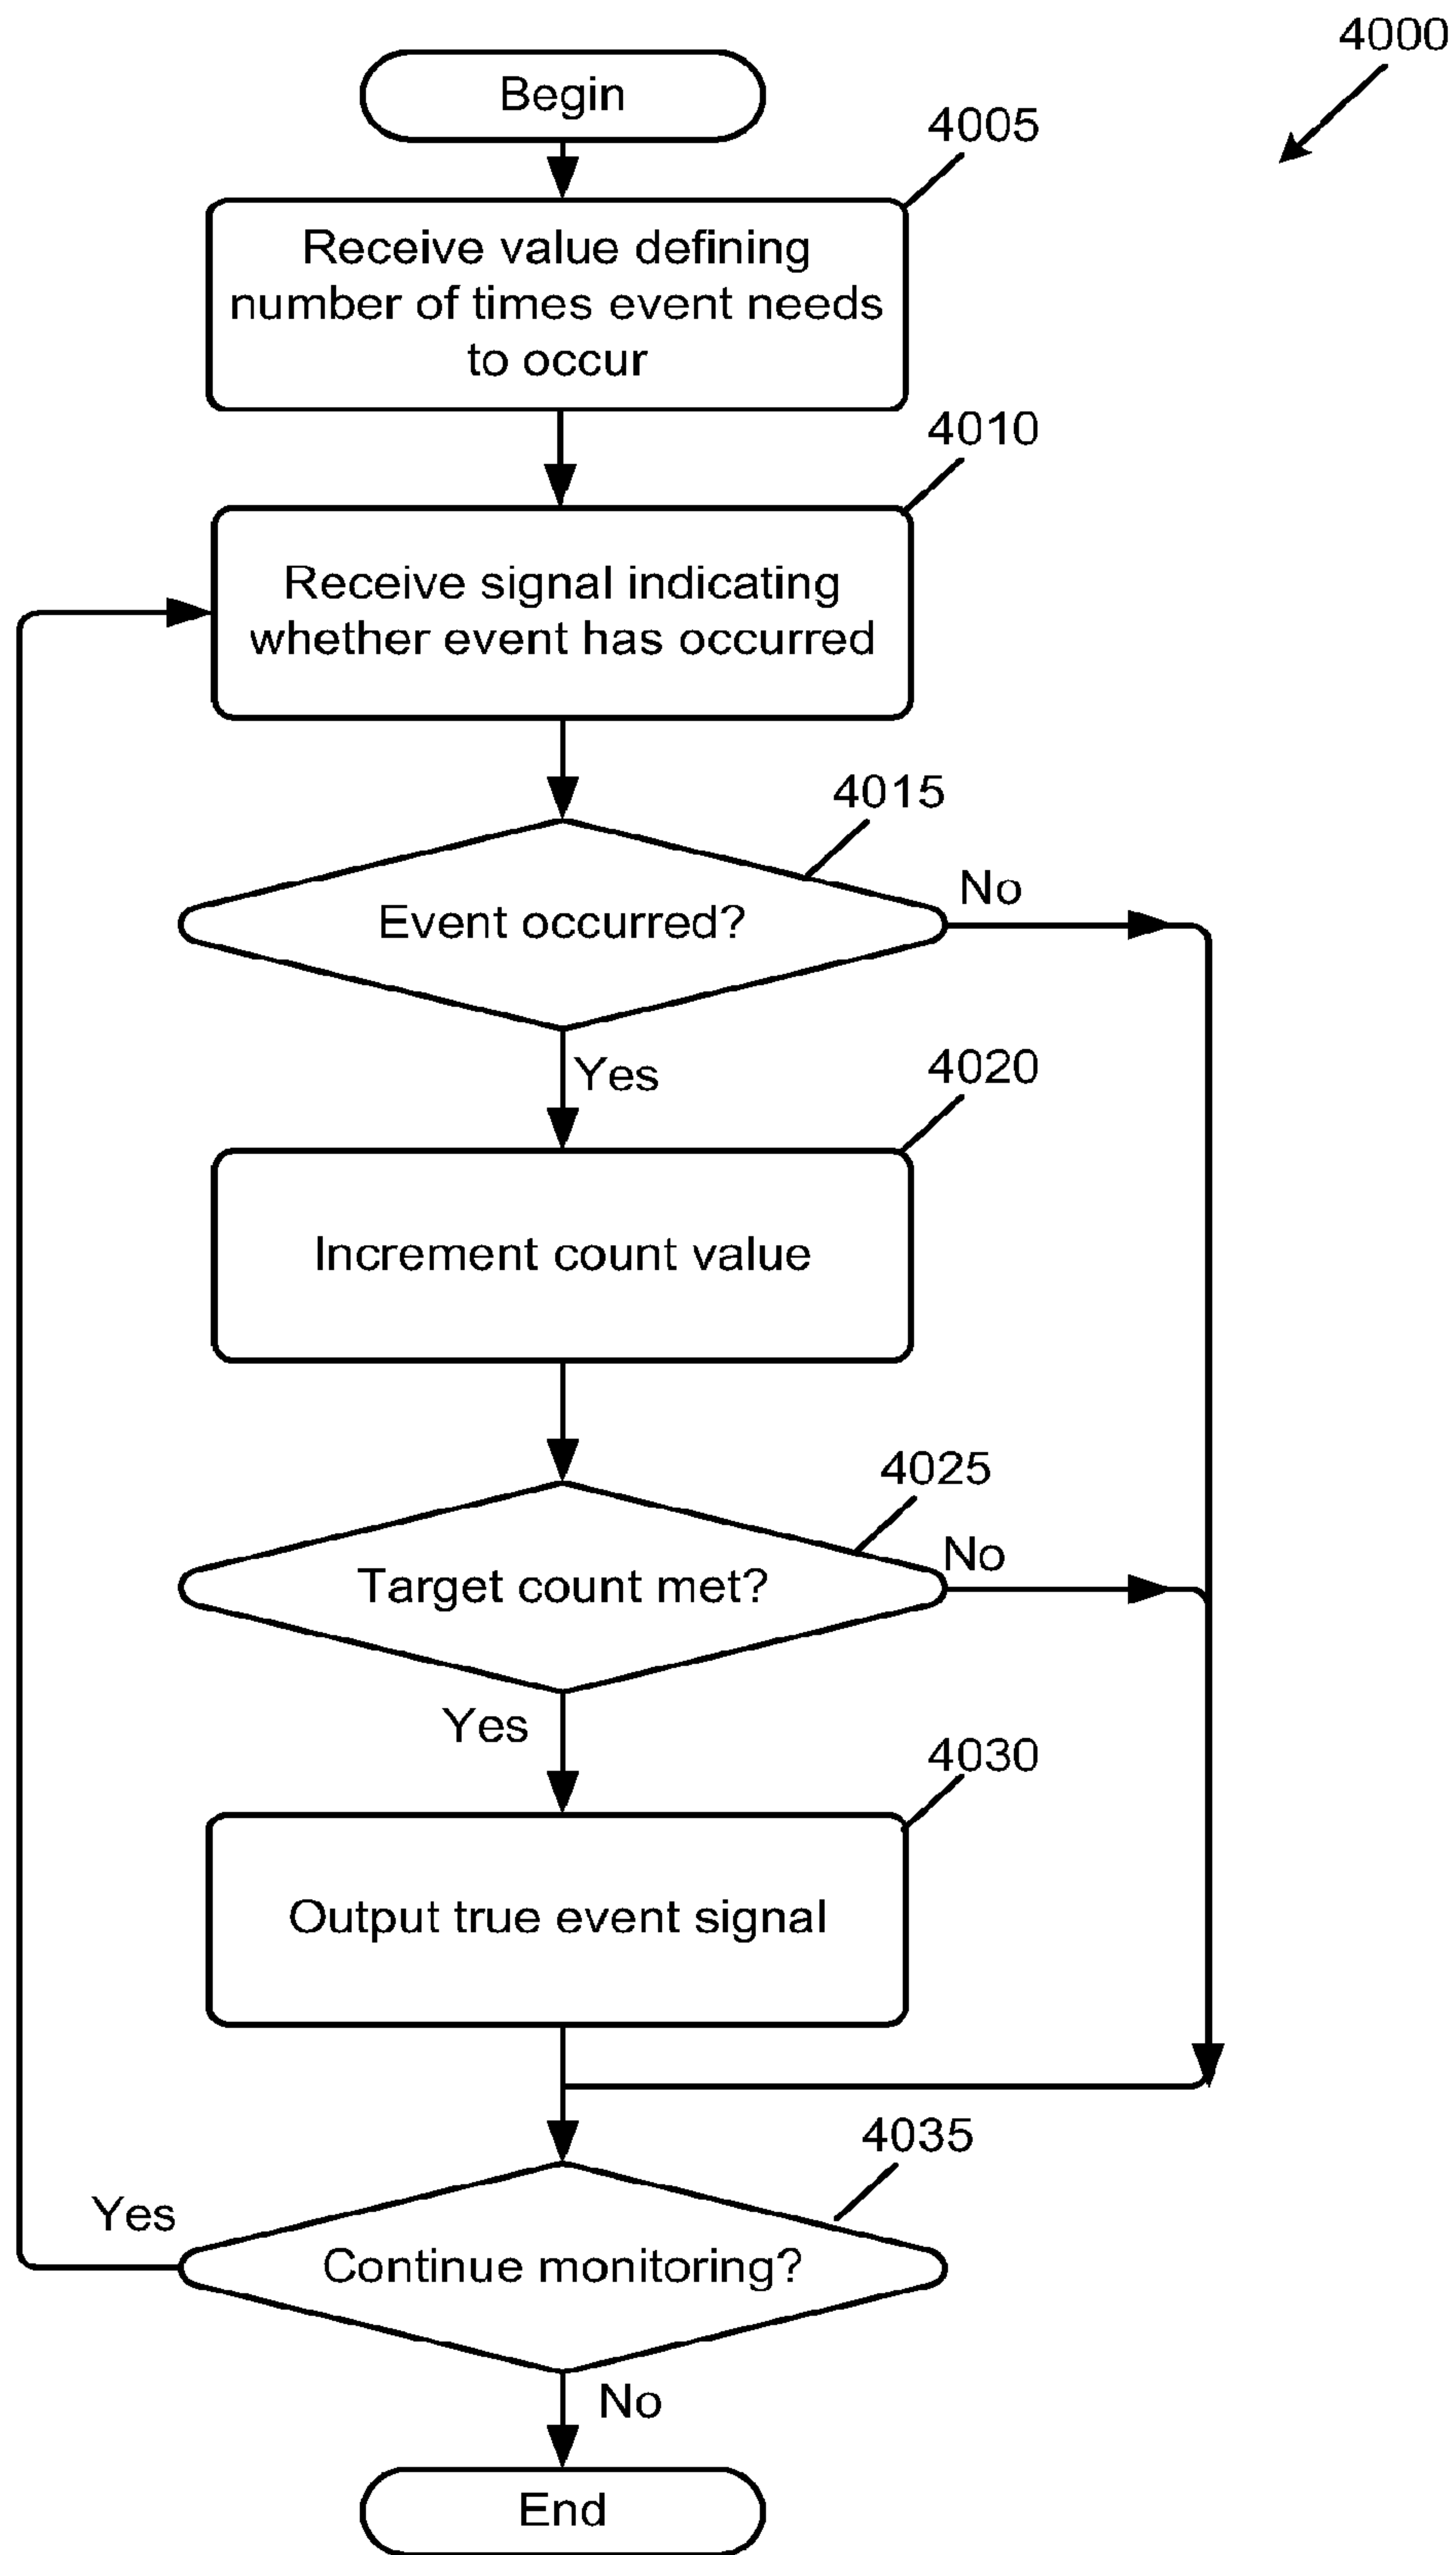 4000
Begin
4005
Receive value defining
number of times event needs
to occur
4010
Receive signal indicating
whether event has occurred
4015
Event occurred?
No
Yes
4020
Increment count value
4025
Target count met?
No
Yes
4030
Output true event signal
4035
Continue monitoring?
Yes
No
End